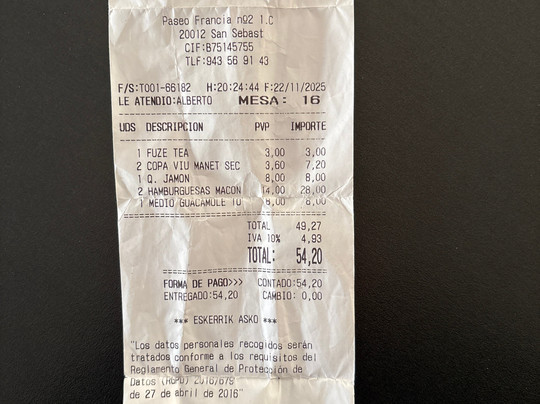 Paseo Francia nº2 1.C
20012 San Sebast
CIF:B75145755
TLF:943 56 91 43
F/S:T001-66182 H:20:24:44 F:22/11/2025
LE ATENDIO:ALBERTO MESA: 16
UDS DESCRIPCION PVP IMPORTE
1 FUZE TEA 3,00 3,00
2 COPA VIU MANET SEC 3,60 7,20
1 Q. JAMON 8,00 8,00
2 HAMBURGUESAS MACON 14,00 28,00
1 MEDIO GUACAMOLE TO 8,00 8,00
TOTAL 49,27
IVA 10% 4,93
TOTAL: 54,20
FORMA DE PAGO>>> CONTADO:54,20
ENTREGADO:54,20 CAMBIO: 0,00
*** ESKERRIK ASKO ***
"Los datos personales recogidos serán
tratados conforme a los requisitos del
Reglamento General de Protección de
Datos (RGPD) 2016/679
de 27 de abril de 2016"